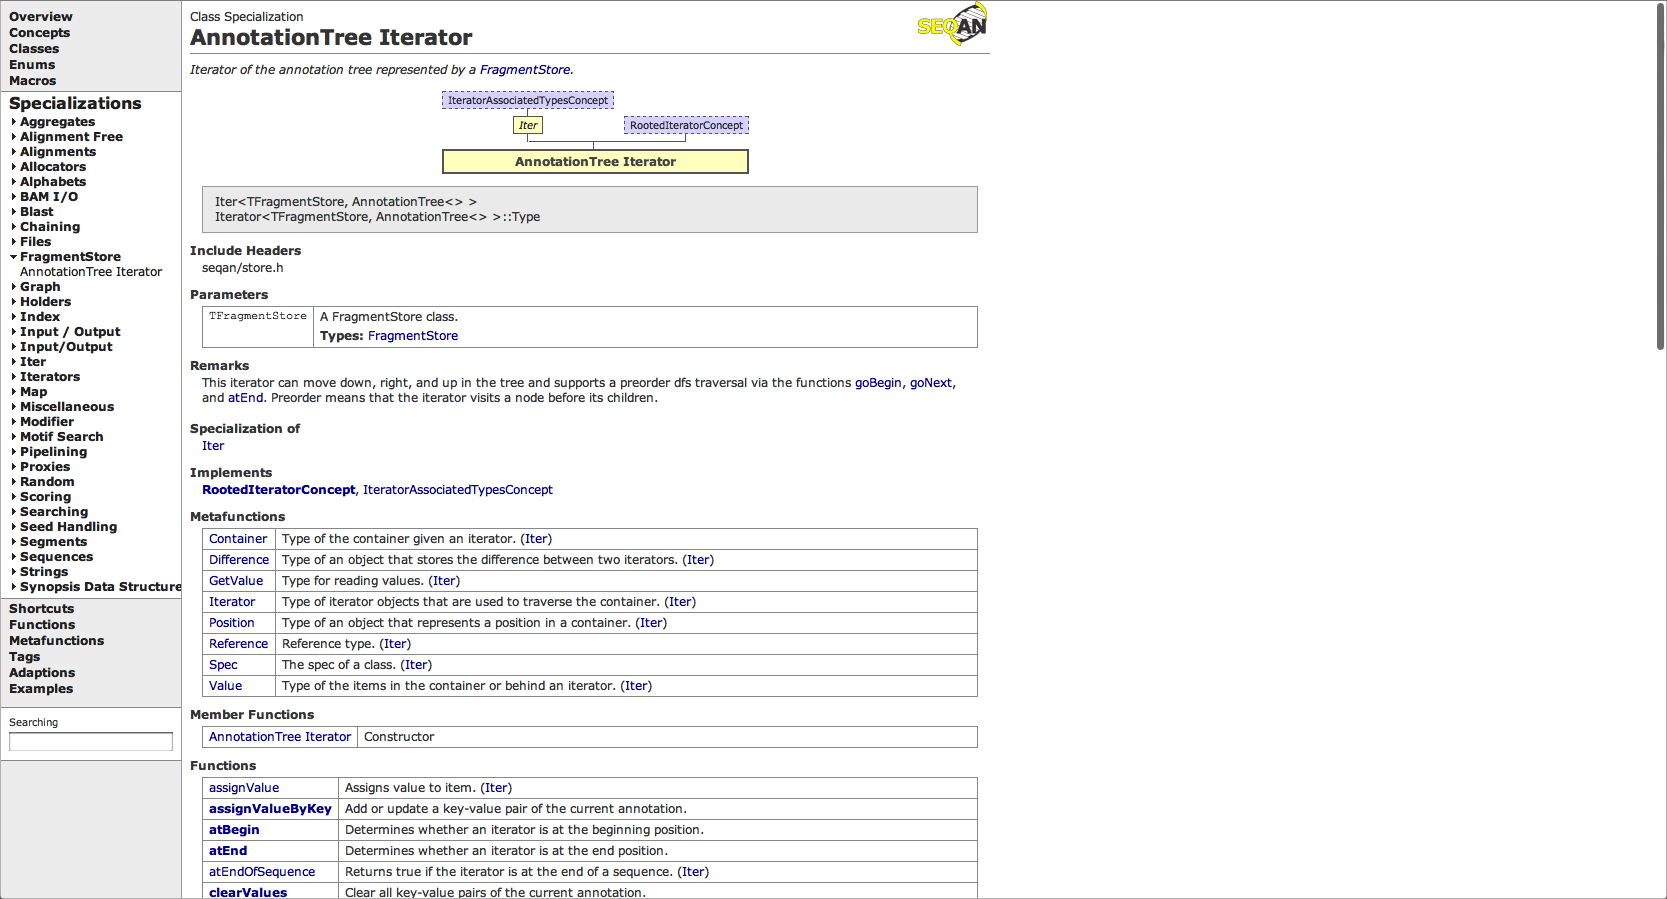 Overview
Concepts
Classes
Enums
Macros
Specializations
Aggregates
Alignment Free
Alignments
Allocators
Alphabets
BAM I/O
Blast
Chaining
Files
FragmentStore
AnnotationTree Iterator
Graph
Holders
Index
Input / Output
Input/Output
Iter
Iterators
Map
Miscellaneous
Modifier
Motif Search
Pipelining
Proxies
Random
Scoring
Searching
Seed Handling
Segments
Sequences
Strings
Synopsis Data Structure
Shortcuts
Functions
Metafunctions
Tags
Adaptions
Examples
Searching
Class Specialization
AnnotationTree Iterator
SEQAN
Iterator of the annotation tree represented by a FragmentStore.
IteratorAssociatedTypesConcept
Iter RootedIteratorConcept
AnnotationTree Iterator
Iter<TFragmentStore, AnnotationTree<> >
Iterator<TFragmentStore, AnnotationTree<> >::Type
Include Headers
seqan/store.h
Parameters
TFragmentStore A FragmentStore class.
Types: FragmentStore
Remarks
This iterator can move down, right, and up in the tree and supports a preorder dfs traversal via the functions goBegin, goNext,
and atEnd. Preorder means that the iterator visits a node before its children.
Specialization of
Iter
Implements
RootedIteratorConcept, IteratorAssociatedTypesConcept
Metafunctions
Container Type of the container given an iterator. (Iter)
Difference Type of an object that stores the difference between two iterators. (Iter)
GetValue Type for reading values. (Iter)
Iterator Type of iterator objects that are used to traverse the container. (Iter)
Position Type of an object that represents a position in a container. (Iter)
Reference Reference type. (Iter)
Spec The spec of a class. (Iter)
Value Type of the items in the container or behind an iterator. (Iter)
Member Functions
AnnotationTree Iterator Constructor
Functions
assignValue Assigns value to item. (Iter)
assignValueByKey Add or update a key-value pair of the current annotation.
atBegin Determines whether an iterator is at the beginning position.
atEnd Determines whether an iterator is at the end position.
atEndOfSequence Returns true if the iterator is at the end of a sequence. (Iter)
clearValues Clear all key-value pairs of the current annotation.